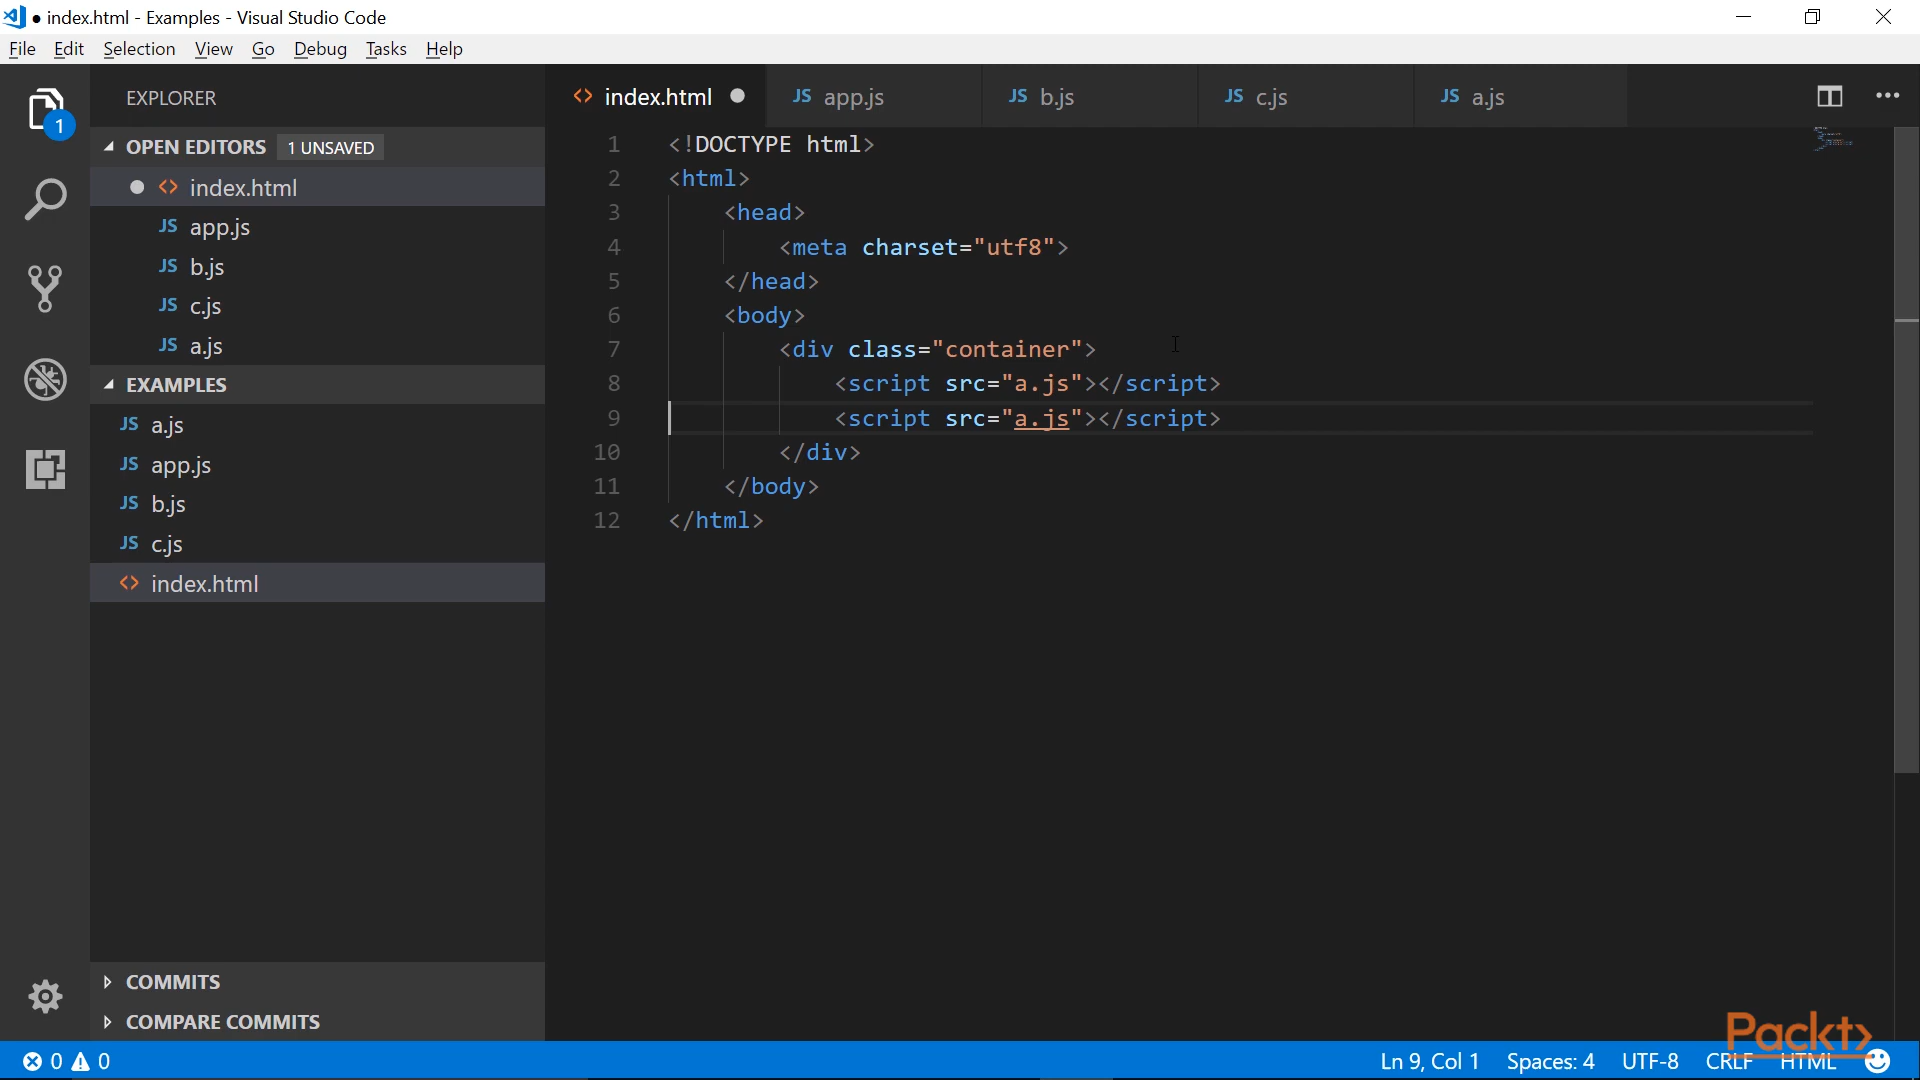 index.html - Examples - Visual Studio Code
File Edit Selection View Go Debug Tasks Help
1
EXPLORER
OPEN EDITORS 1 UNSAVED
index.html
JS app.js
JS b.js
JS c.js
JS a.js
EXAMPLES
JS a.js
JS app.js
JS b.js
JS c.js
index.html
COMMITS
COMPARE COMMITS
index.html JS app.js JS b.js JS c.js JS a.js
1 <!DOCTYPE html>
2 <html>
3 <head>
4 <meta charset="utf8">
5 </head>
6 <body>
7 <div class="container">
8 <script src="a.js"></script>
9 <script src="a.js"></script>
10 </div>
11 </body>
12 </html>
Packt>
0 0 Ln 9, Col 1 Spaces: 4 UTF-8 CRLF HTML